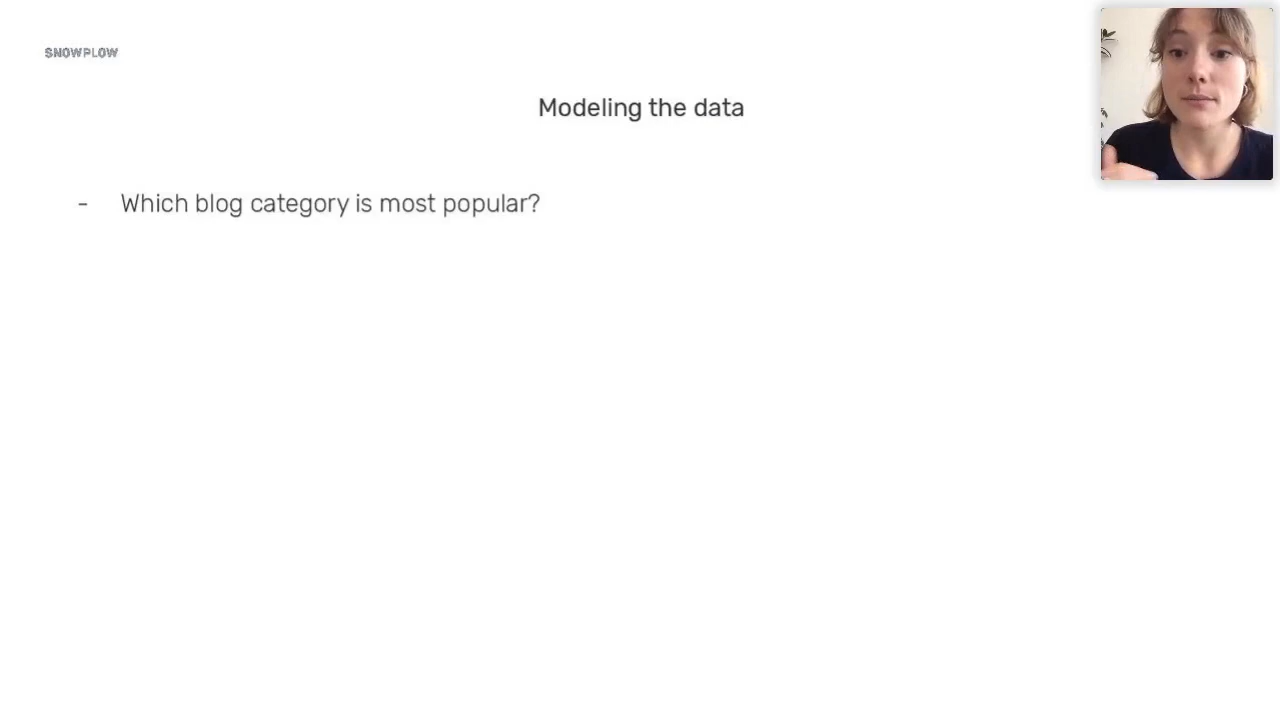 SNOWPLOW
Modeling the data
- Which blog category is most popular?